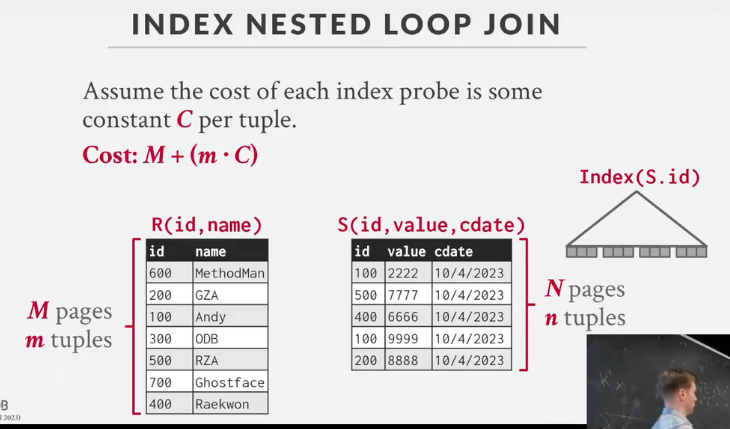 INDEX NESTED LOOP JOIN
Assume the cost of each index probe is some
constant C per tuple.
Cost: M + (m · C)
Index(S.id)
R(id,name)
id name
600 MethodMan
200 GZA
100 Andy
300 ODB
500 RZA
700 Ghostface
400 Raekwon
M pages
m tuples
S(id,value,cdate)
id value cdate
100 2222 10/4/2023
500 7777 10/4/2023
400 6666 10/4/2023
100 9999 10/4/2023
200 8888 10/4/2023
N pages
n tuples
2023)